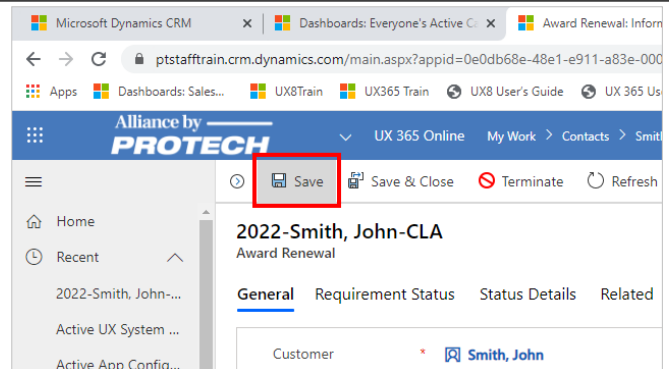 Microsoft Dynamics CRM Dashboards: Everyone's Active Ca Award Renewal: Inform
ptstafftrain.crm.dynamics.com/main.aspx?appid=0e0db68e-48e1-e911-a83e-000
Apps Dashboards: Sales... UX8Train UX365 Train UX8 User's Guide UX 365 Us
Alliance by
PROTECH
UX 365 Online My Work > Contacts > Smith
Save Save & Close Terminate Refresh
Home
Recent
2022-Smith, John-...
Active UX System ...
Active App Config...
2022-Smith, John-CLA
Award Renewal
General Requirement Status Status Details Related
Customer * Smith, John